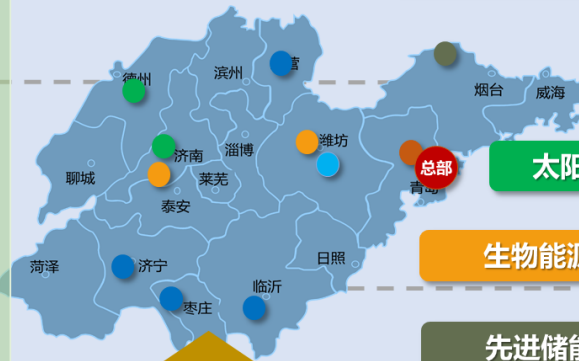 德州
滨州
营
烟台
威海
济南
淄博
潍坊
总部
太阳
聊城
莱芜
青岛
泰安
生物能源
菏泽
济宁
日照
临沂
枣庄
先进储能